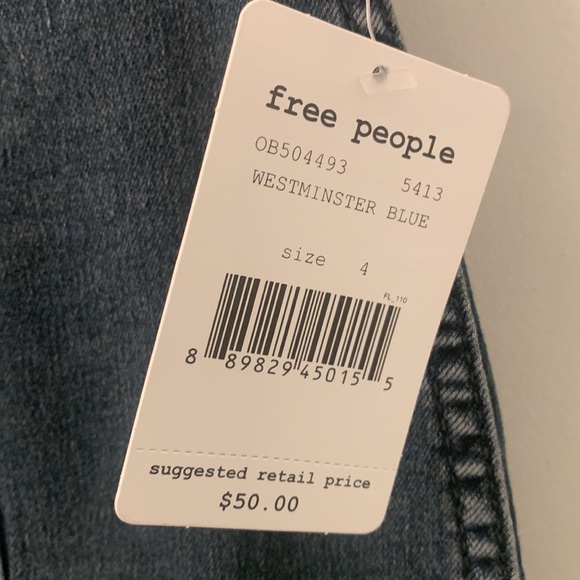 free people
OB504493 5413
WESTMINSTER BLUE
size 4
FL_110
8 89829 45015 5
suggested retail price
$50.00